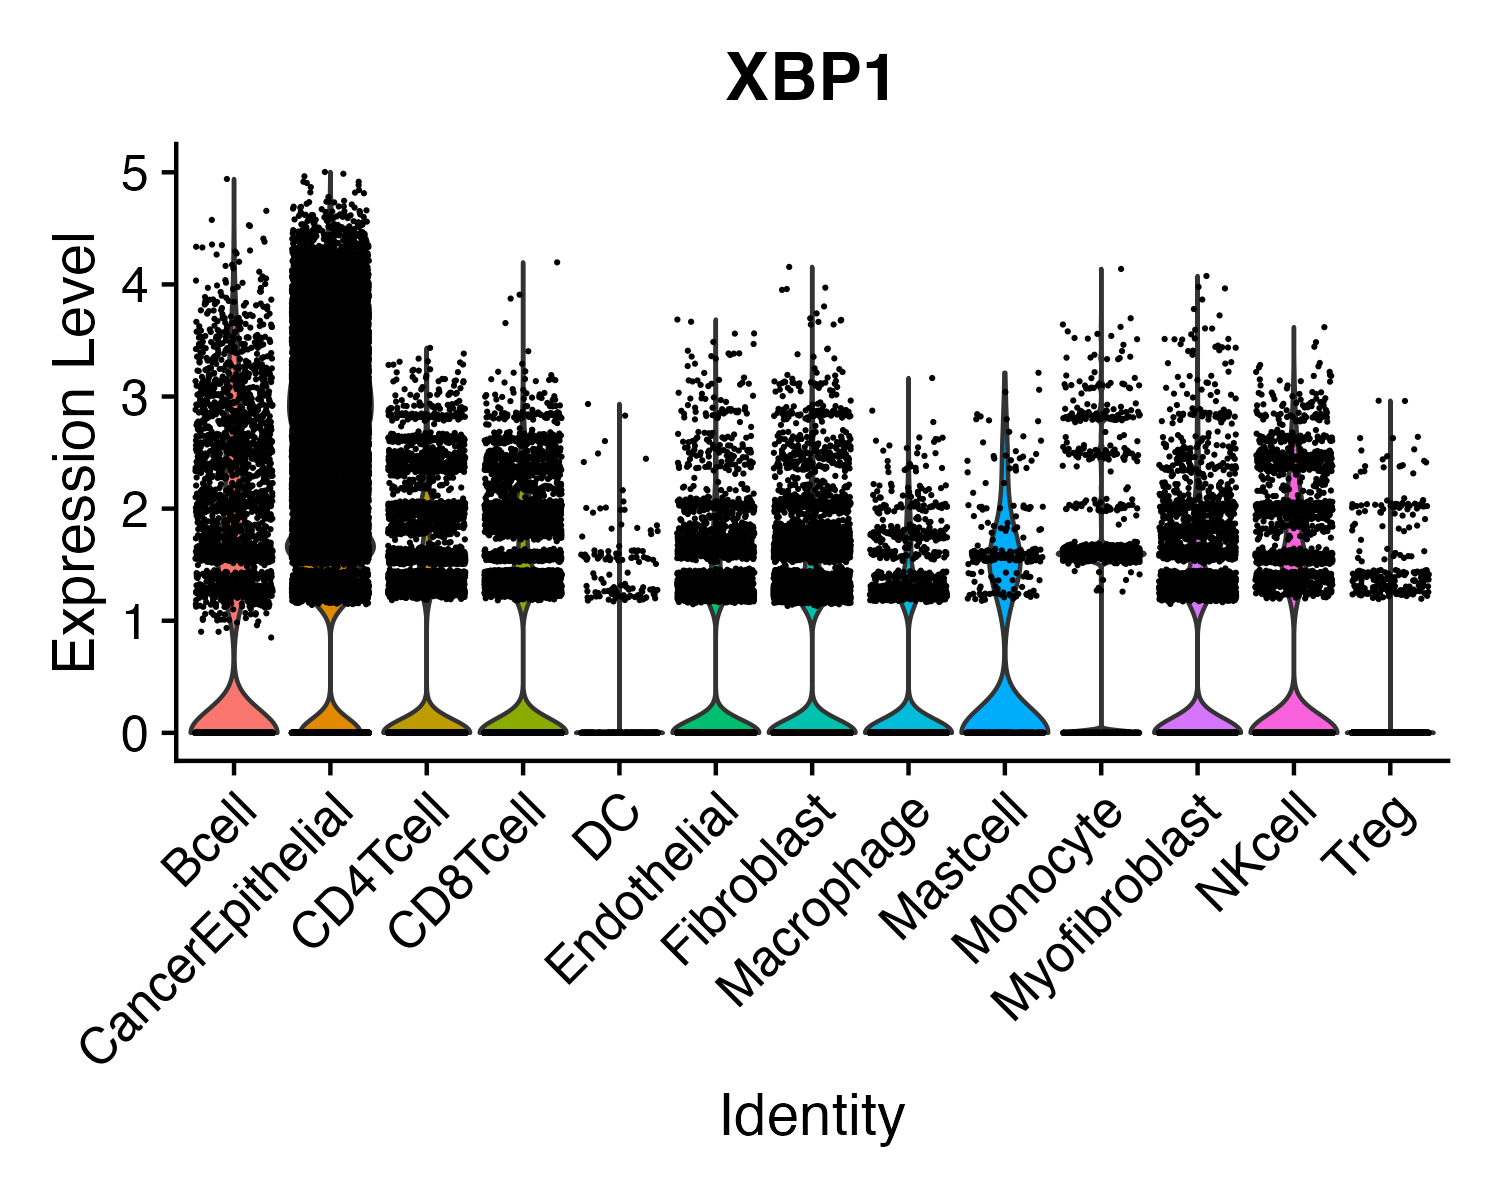 XBP1
Expression Level
5
4
3
2
1
0
Bcell
CancerEpithelial
CD4Tcell
CD8Tcell
DC
Endothelial
Fibroblast
Macrophage
Mastcell
Monocyte
Myofibroblast
NKcell
Treg
Identity